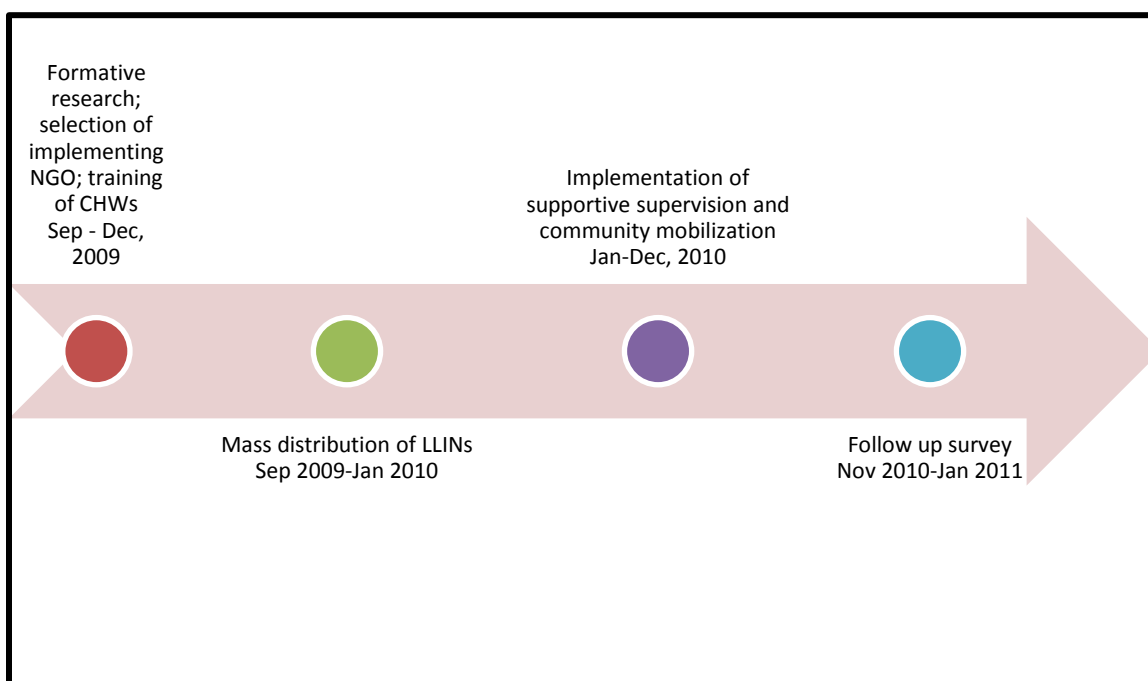 Formative
research;
selection of
implementing
NGO; training
of CHWs
Sep - Dec,
2009
Mass distribution of LLINs
Sep 2009-Jan 2010
Implementation of
supportive supervision and
community mobilization
Jan-Dec, 2010
Follow up survey
Nov 2010-Jan 2011